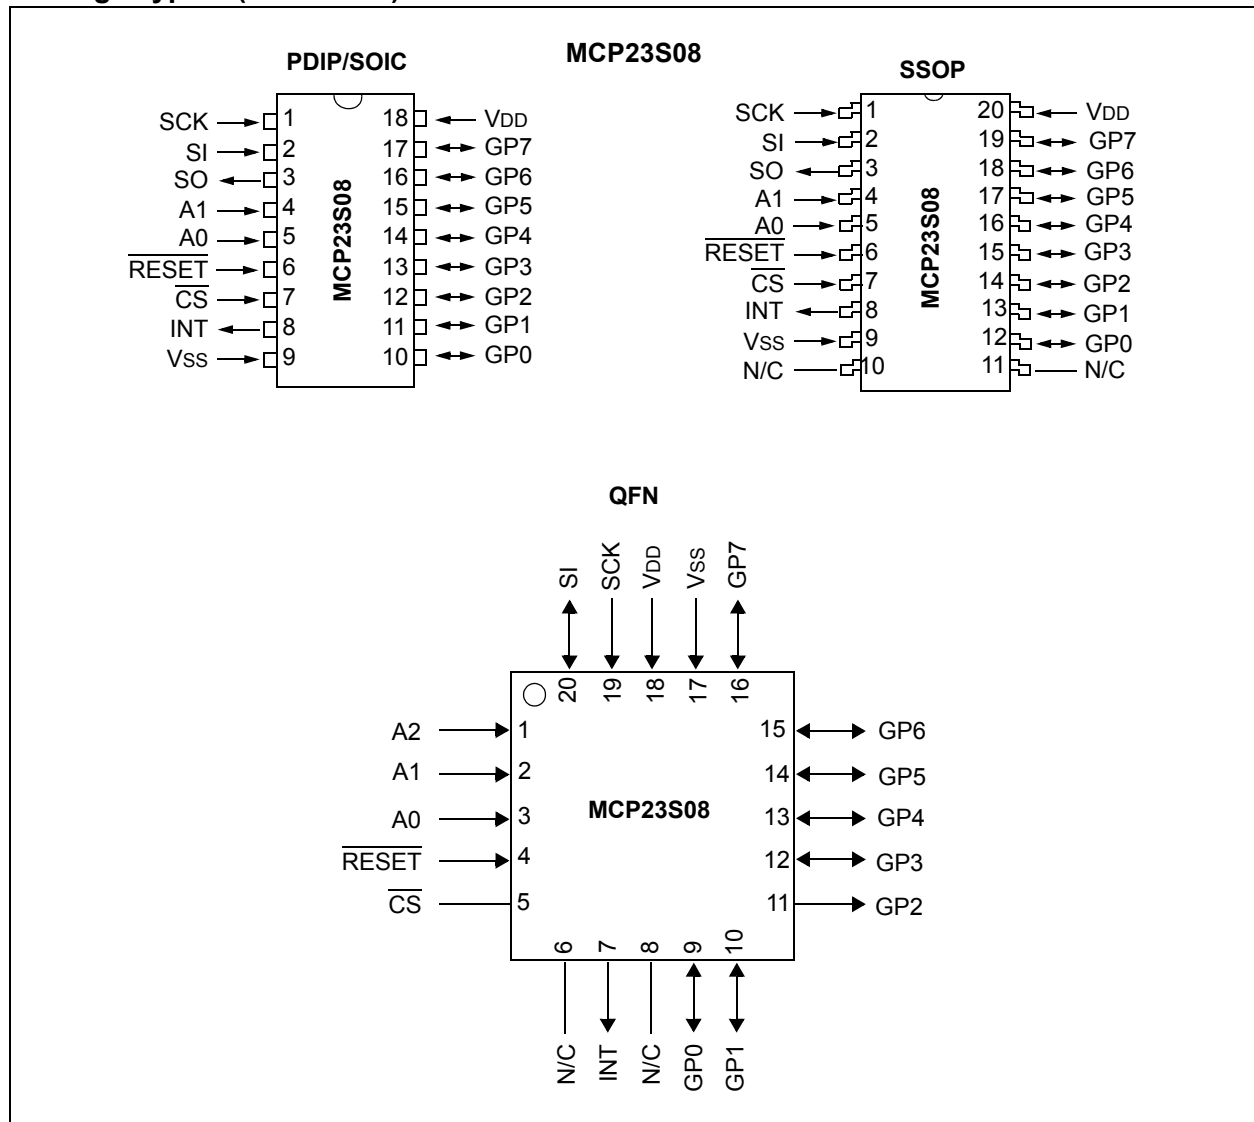 MCP23S08
PDIP/SOIC
SCK 1 18 VDD
SI 2 17 GP7
SO 3 16 GP6
A1 4 15 GP5
A0 5 14 GP4
RESET 6 13 GP3
CS 7 12 GP2
INT 8 11 GP1
VSS 9 10 GP0
MCP23S08
SSOP
SCK 1 20 VDD
SI 2 19 GP7
SO 3 18 GP6
A1 4 17 GP5
A0 5 16 GP4
RESET 6 15 GP3
CS 7 14 GP2
INT 8 13 GP1
VSS 9 12 GP0
N/C 10 11 N/C
MCP23S08
QFN
SI SCK VDD VSS GP7
20 19 18 17 16
A2 1 15 GP6
A1 2 14 GP5
A0 3 MCP23S08 13 GP4
RESET 4 12 GP3
CS 5 11 GP2
6 7 8 9 10
N/C INT N/C GP0 GP1